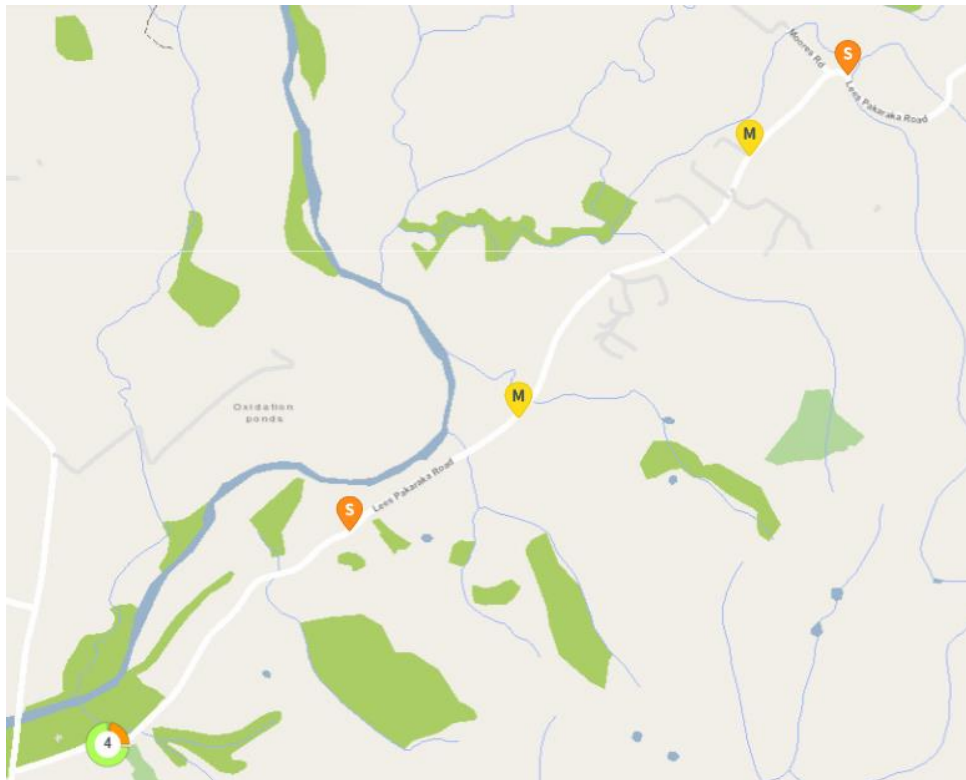 S
Moores Rd
Lees Pakaraka Road
M
Oxidation
ponds
M
Lees Pakaraka Road
S
4